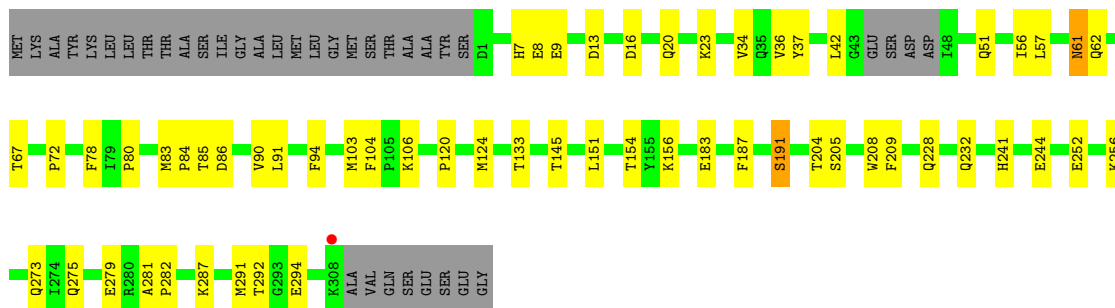 MET LYS ALA TYR LYS LEU LEU THR THR ALA SER ILE GLY ALA LEU MET LEU GLY MET SER THR ALA ALA TYR SER D1 H7 E8 E9 D13 D16 Q20 K23 V34 Q35 V36 Y37 L42 G43 GLU SER ASP ASP I48 Q51 I56 L57 N61 Q62
T67 P72 F78 I79 P80 M83 P84 T85 D86 V90 L91 F94 M103 F104 P105 K106 P120 M124 T133 T145 L151 T154 Y155 K156 E183 F187 S191 T204 S205 W208 F209 Q228 Q232 H241 E244 E252 K256
Q273 I274 Q275 E279 R280 A281 P282 K287 M291 T292 G293 E294 K308 ALA VAL GLN SER GLU SER GLU GLY